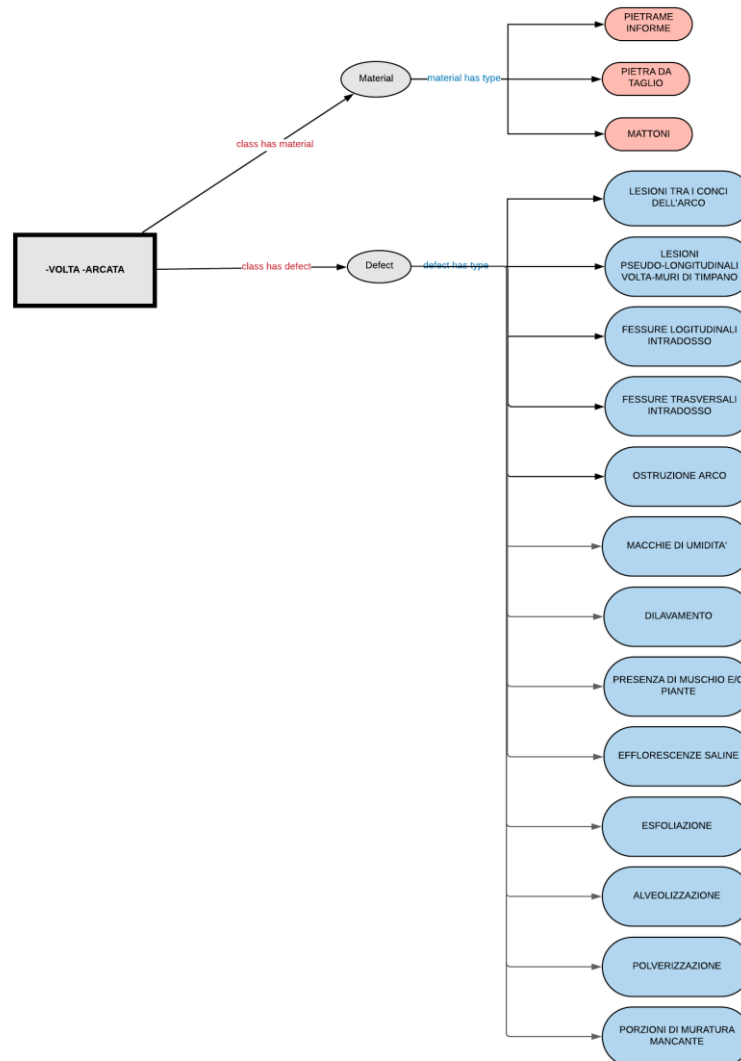 PIETRAME
INFORME
Material
material has type
PIETRA DA
TAGLIO
MATTONI
class has material
LESIONI TRA I CONCI
DELL'ARCO
-VOLTA -ARCATA
class has defect
Defect
defect has type
LESIONI
PSEUDO-LONGITUDINALI
VOLTA-MURI DI TIMPANO
FESSURE LOGITUDINALI
INTRADOSSO
FESSURE TRASVERSALI
INTRADOSSO
OSTRUZIONE ARCO
MACCHIE DI UMIDITA'
DILAVAMENTO
PRESENZA DI MUSCHIO E/O
PIANTE
EFFLORESCENZE SALINE
ESFOLIAZIONE
ALVEOLIZZAZIONE
POLVERIZZAZIONE
PORZIONI DI MURATURA
MANCANTE